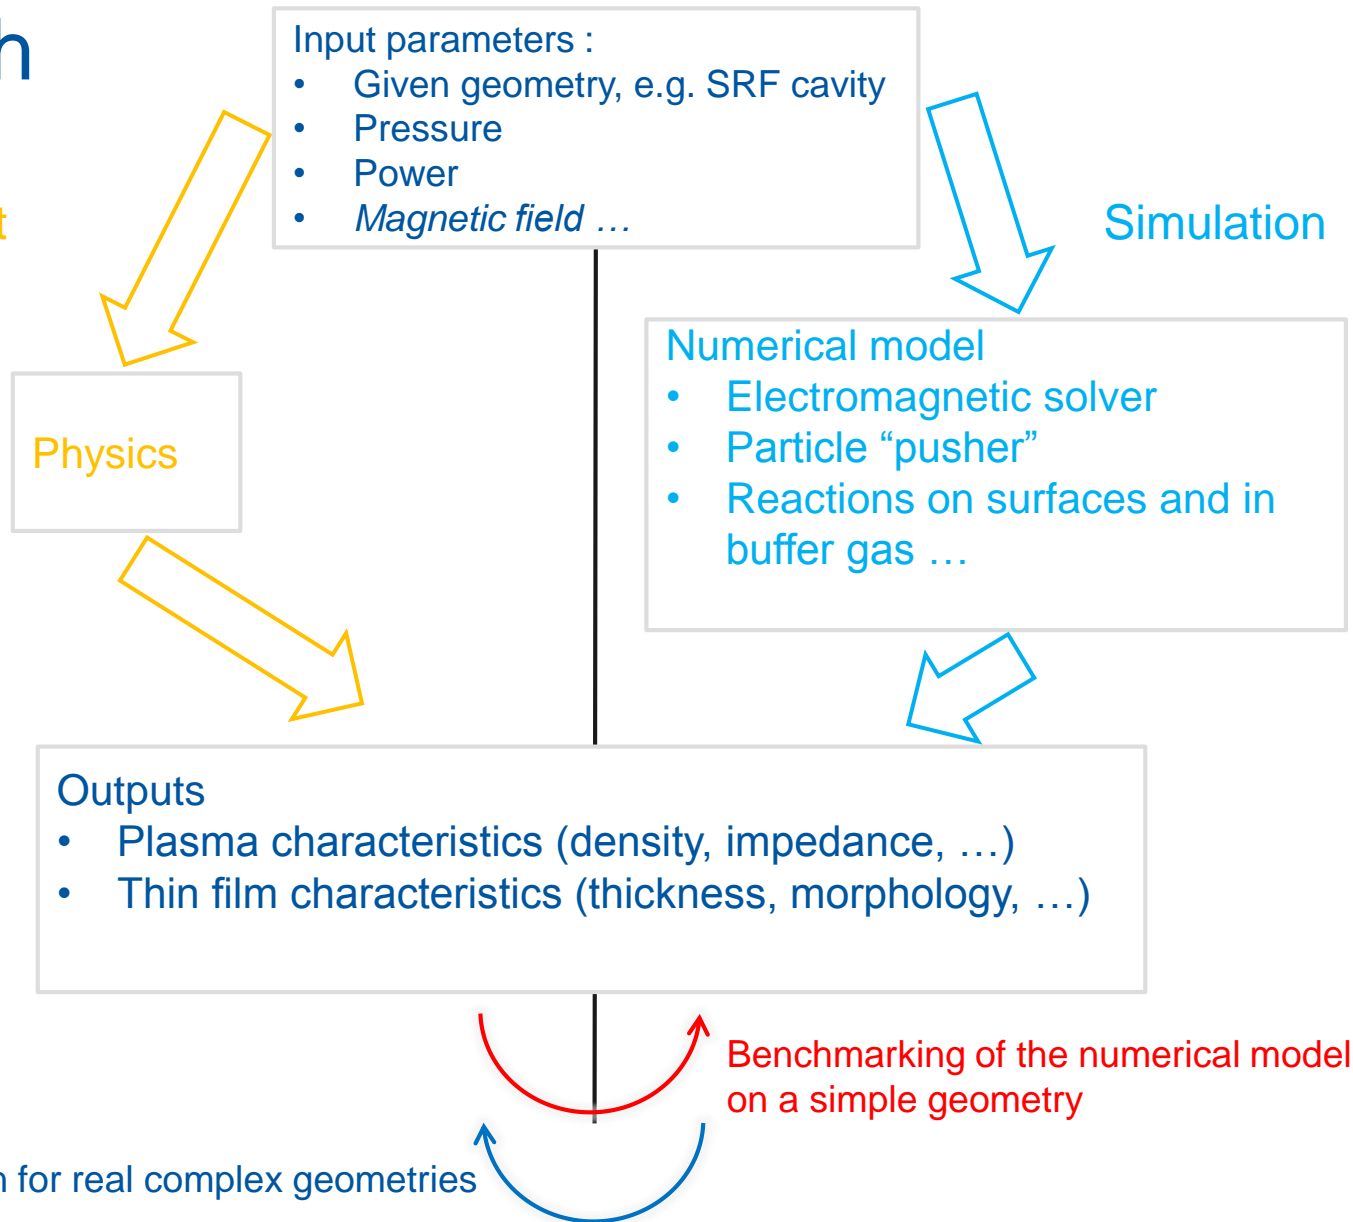 h
Input parameters :
• Given geometry, e.g. SRF cavity
• Pressure
• Power
• Magnetic field …
t
Simulation
Physics
Numerical model
• Electromagnetic solver
• Particle “pusher”
• Reactions on surfaces and in
buffer gas …
Outputs
• Plasma characteristics (density, impedance, …)
• Thin film characteristics (thickness, morphology, …)
Benchmarking of the numerical model
on a simple geometry
n for real complex geometries